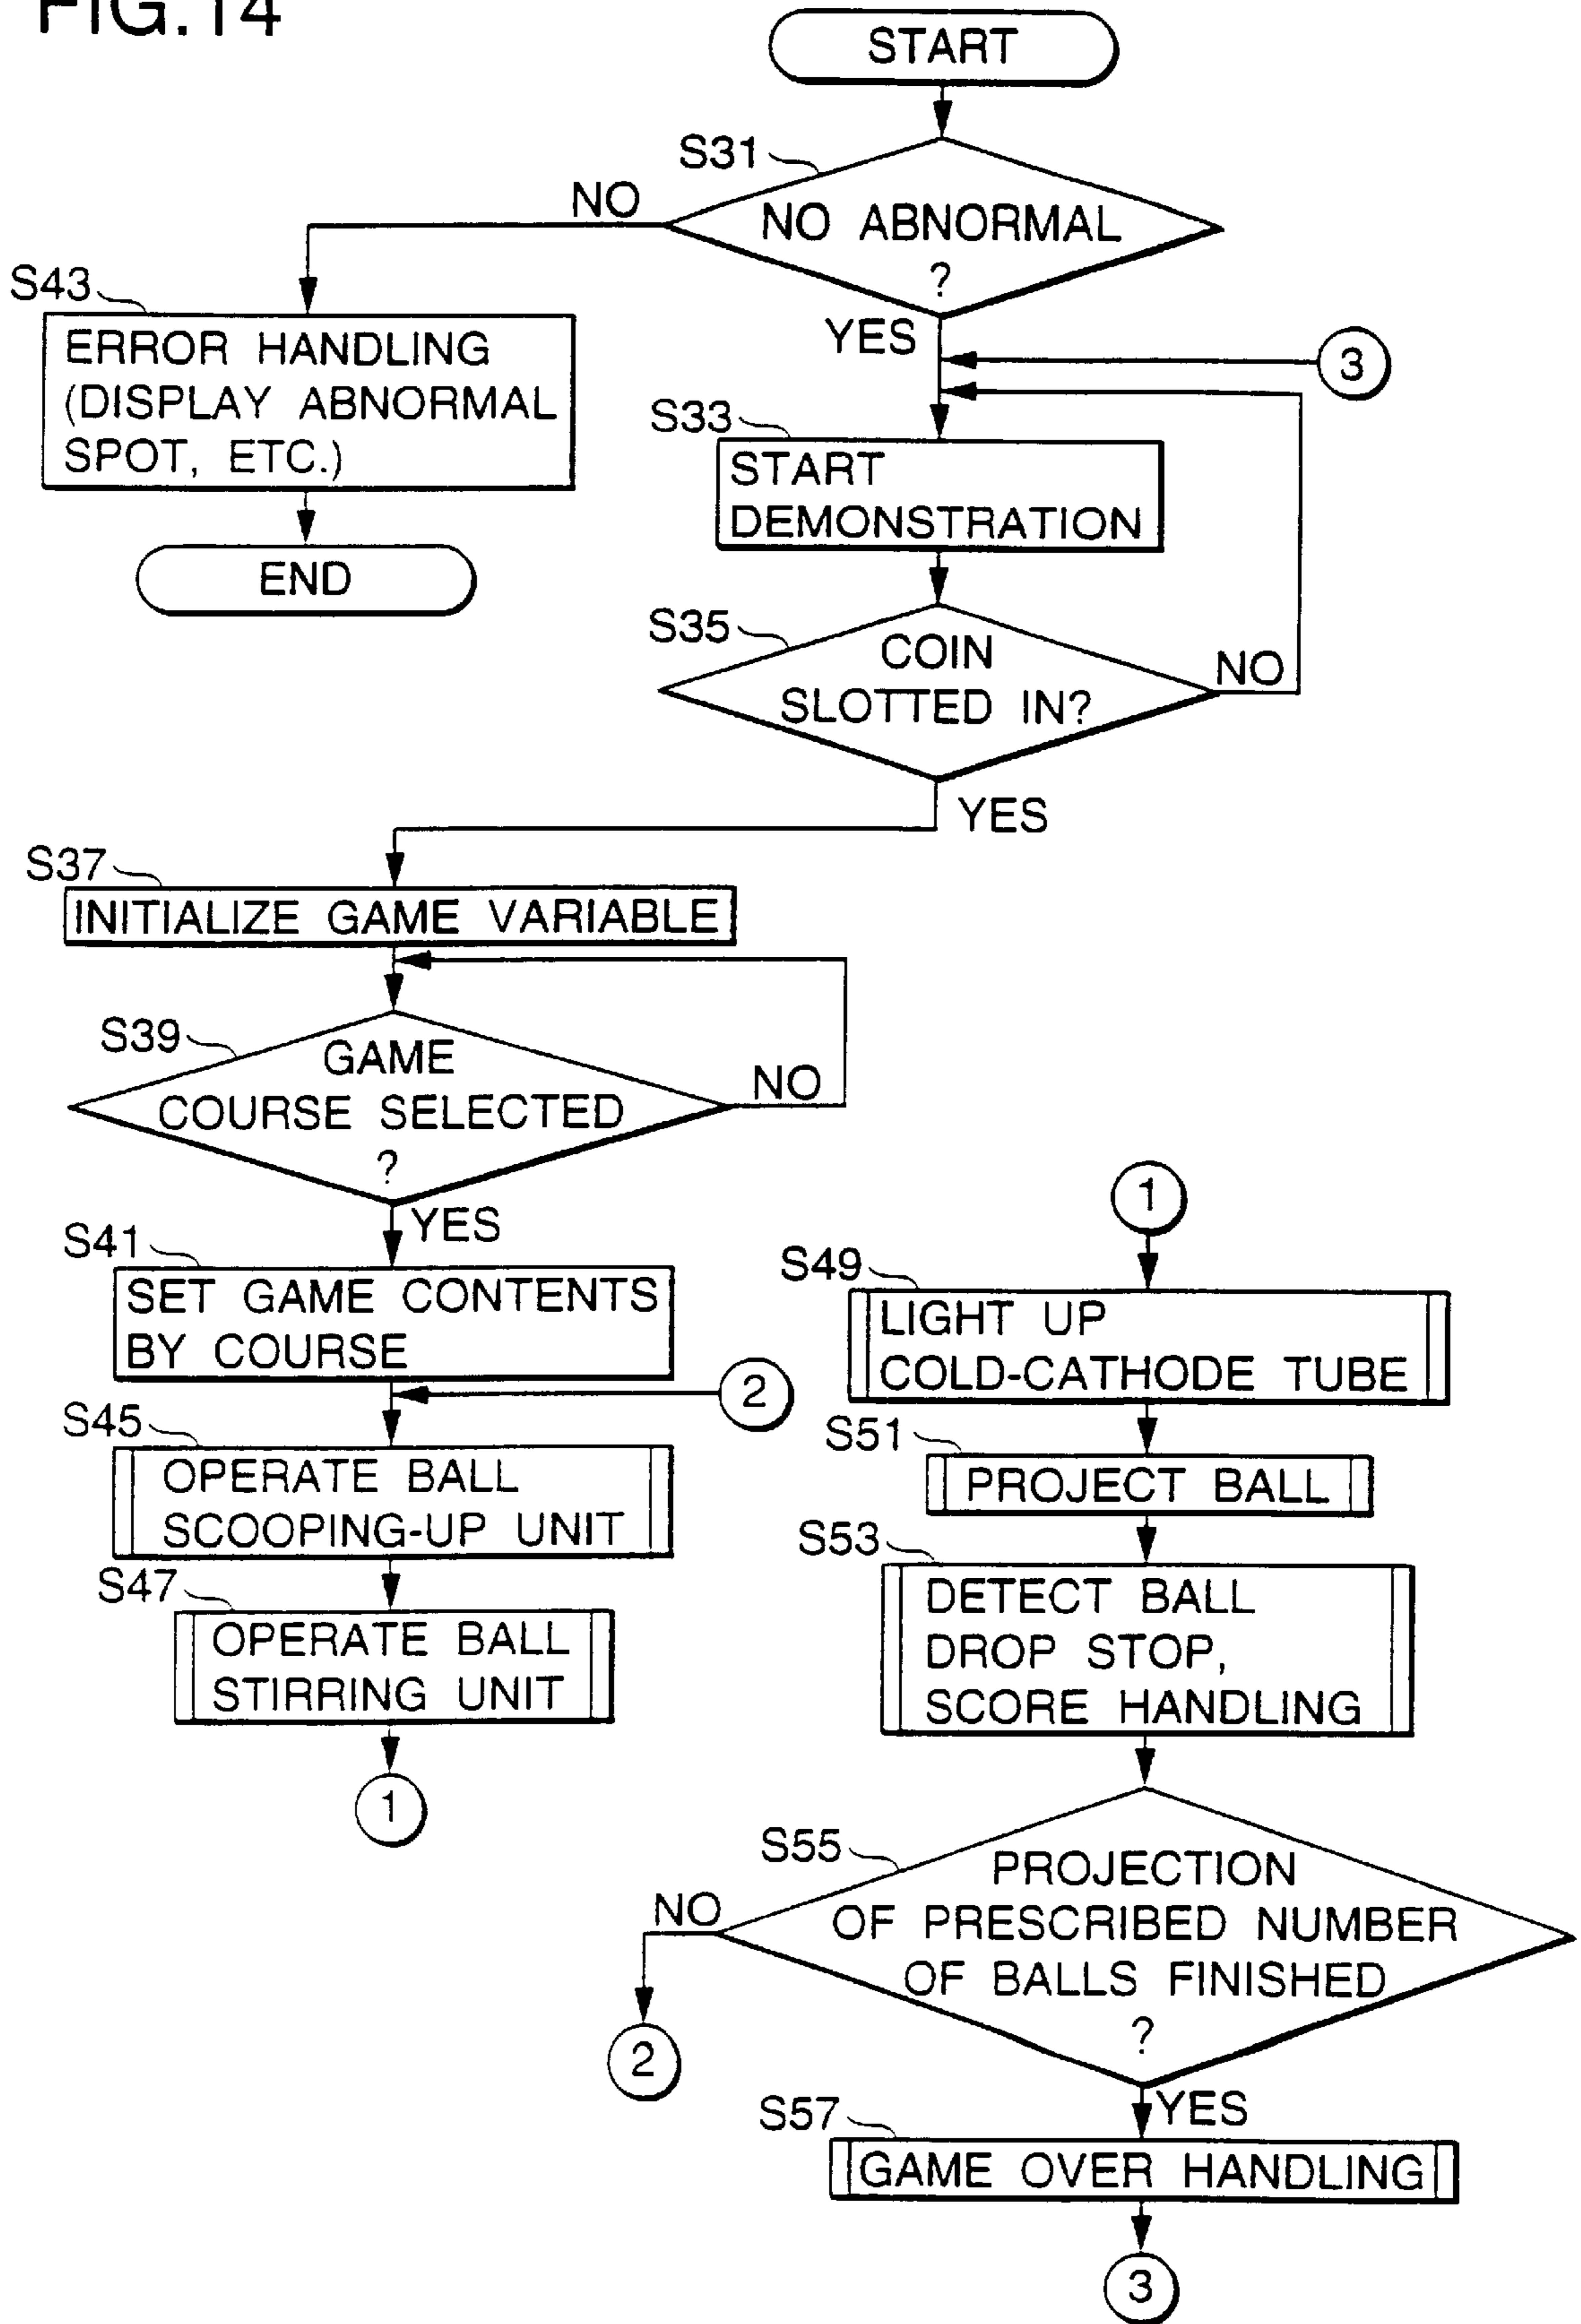 FIG.14
START
S31
NO
NO ABNORMAL
?
YES
3
S43
ERROR HANDLING
(DISPLAY ABNORMAL
SPOT, ETC.)
END
S33
START
DEMONSTRATION
S35
COIN
SLOTTED IN?
NO
YES
S37
INITIALIZE GAME VARIABLE
S39
GAME
COURSE SELECTED
?
NO
YES
S41
SET GAME CONTENTS
BY COURSE
2
S45
OPERATE BALL
SCOOPING-UP UNIT
S47
OPERATE BALL
STIRRING UNIT
1
1
S49
LIGHT UP
COLD-CATHODE TUBE
S51
PROJECT BALL
S53
DETECT BALL
DROP STOP,
SCORE HANDLING
S55
PROJECTION
OF PRESCRIBED NUMBER
OF BALLS FINISHED
?
NO
2
YES
S57
GAME OVER HANDLING
3